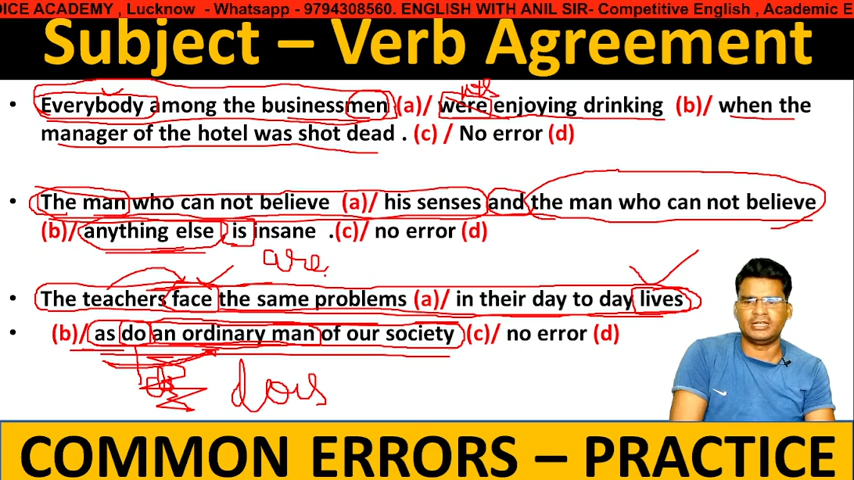 OICE ACADEMY , Lucknow - Whatsapp - 9794308560. ENGLISH WITH ANIL SIR- Competitive English , Academic E
Subject – Verb Agreement
• Everybody among the businessmen (a)/ were enjoying drinking (b)/ when the
manager of the hotel was shot dead . (c) / No error (d)
• The man who can not believe (a)/ his senses and the man who can not believe
(b)/ anything else is insane .(c)/ no error (d)
are
• The teachers face the same problems (a)/ in their day to day lives
• (b)/ as do an ordinary man of our society (c)/ no error (d)
does
COMMON ERRORS – PRACTICE